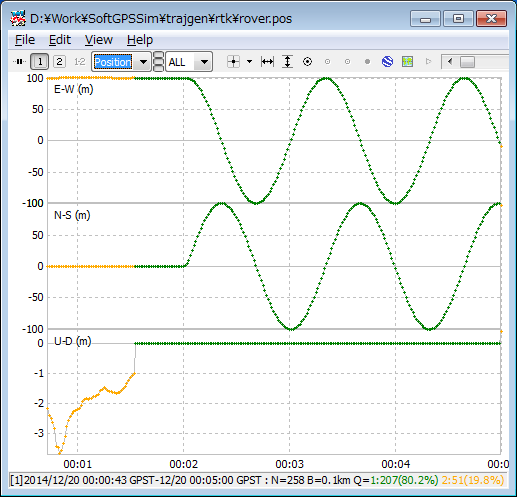 D:¥Work¥SoftGPSSim¥trajgen¥rtk¥rover.pos
File Edit View Help
1 2 1-2 Position ALL
E-W (m)
100
50
0
-50
-100
N-S (m)
100
50
0
-50
-100
U-D (m)
0
-1
-2
-3
00:01 00:02 00:03 00:04 00:0
[1]2014/12/20 00:00:43 GPST-12/20 00:05:00 GPST : N=258 B=0.1km Q=1:207(80.2%) 2:51(19.8%)